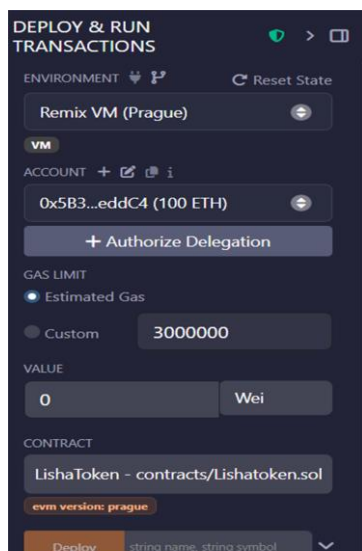 DEPLOY & RUN
TRANSACTIONS
ENVIRONMENT
Reset State
Remix VM (Prague)
VM
ACCOUNT
0x5B3...eddC4 (100 ETH)
+ Authorize Delegation
GAS LIMIT
Estimated Gas
Custom
3000000
VALUE
0
Wei
CONTRACT
LishaToken - contracts/Lishatoken.sol
evm version: prague
Deploy
string name, string symbol